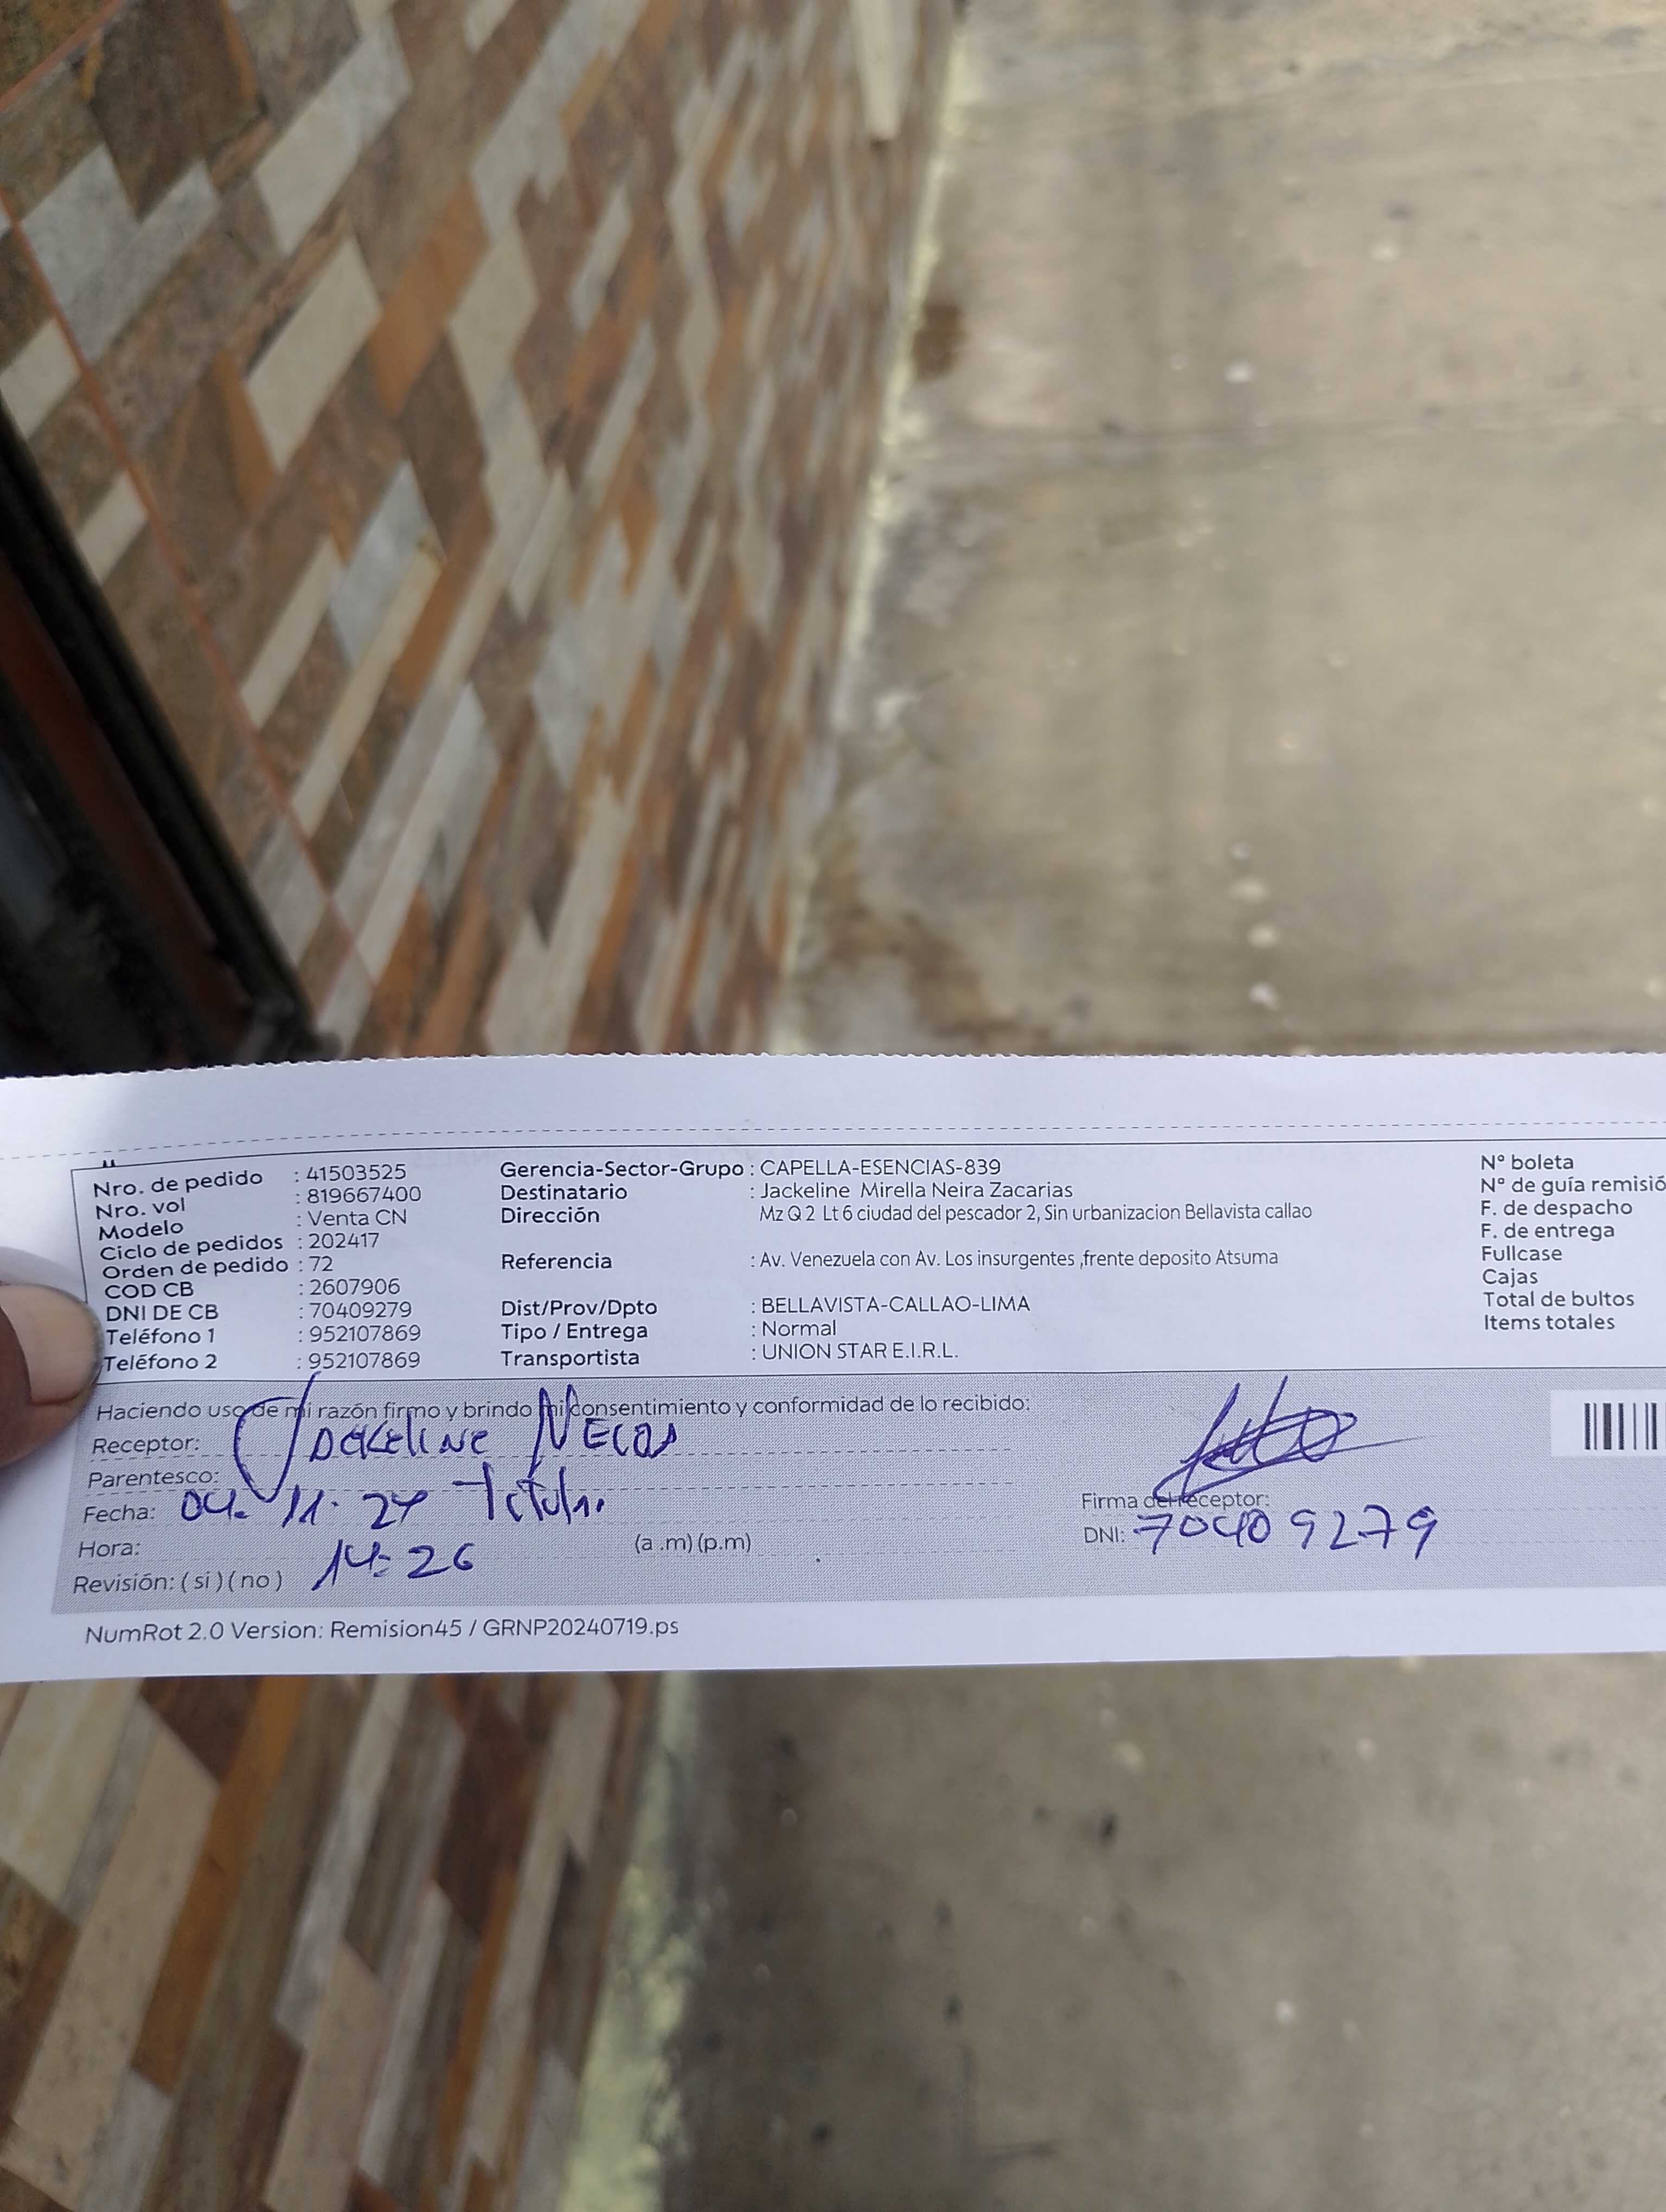 Nro. de pedido : 41503525
Nro. vol : 819667400
Modelo : Venta CN
Ciclo de pedidos : 202417
Orden de pedido : 72
COD CB : 2607906
DNI DE CB : 70409279
Teléfono 1 : 952107869
Teléfono 2 : 952107869
Gerencia-Sector-Grupo : CAPELLA-ESENCIAS-839
Destinatario : Jackeline Mirella Neira Zacarias
Dirección Mz Q 2 Lt 6 ciudad del pescador 2, Sin urbanizacion Bellavista callao
Referencia : Av. Venezuela con Av. Los insurgentes ,frente deposito Atsuma
Dist/Prov/Dpto : BELLAVISTA-CALLAO-LIMA
Tipo / Entrega : Normal
Transportista : UNION STAR E.I.R.L.
N° boleta
N° de guía remisió
F. de despacho
F. de entrega
Fullcase
Cajas
Total de bultos
Items totales
Haciendo uso de mi razón firmo y brindo mi consentimiento y conformidad de lo recibido:
Receptor: Jackeline
Parentesco:
Fecha: 04. 11. 24
Hora: 14:26 (a .m) (p.m)
Revisión: ( si ) ( no )
Firma del receptor:
DNI: 70409279
NumRot 2.0 Version: Remision45 / GRNP20240719.ps